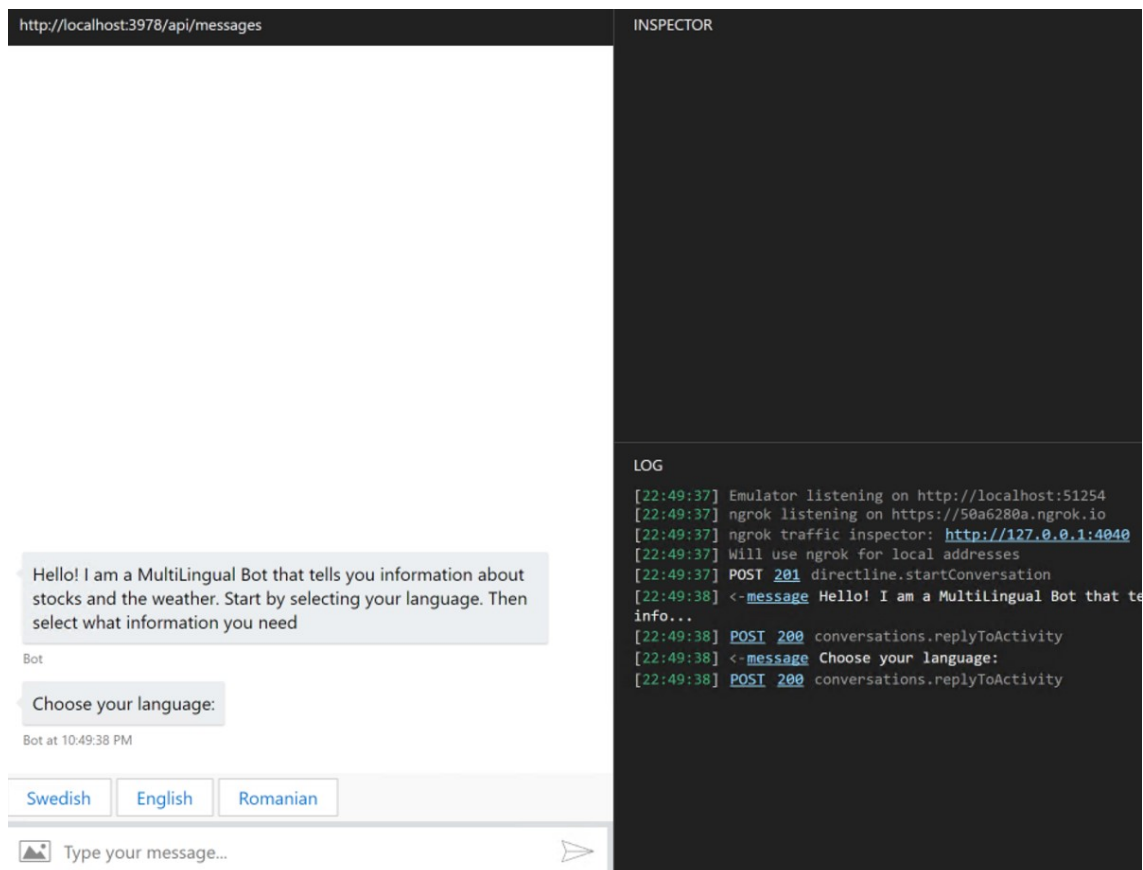 http://localhost:3978/api/messages
Hello! I am a MultiLingual Bot that tells you information about
stocks and the weather. Start by selecting your language. Then
select what information you need
Bot
Choose your language:
Bot at 10:49:38 PM
Swedish English Romanian
Type your message...
INSPECTOR
LOG
[22:49:37] Emulator listening on http://localhost:51254
[22:49:37] ngrok listening on https://50a6280a.ngrok.io
[22:49:37] ngrok traffic inspector: http://127.0.0.1:4040
[22:49:37] Will use ngrok for local addresses
[22:49:37] POST 201 directline.startConversation
[22:49:38] <-message Hello! I am a MultiLingual Bot that te
info...
[22:49:38] POST 200 conversations.replyToActivity
[22:49:38] <-message Choose your language:
[22:49:38] POST 200 conversations.replyToActivity